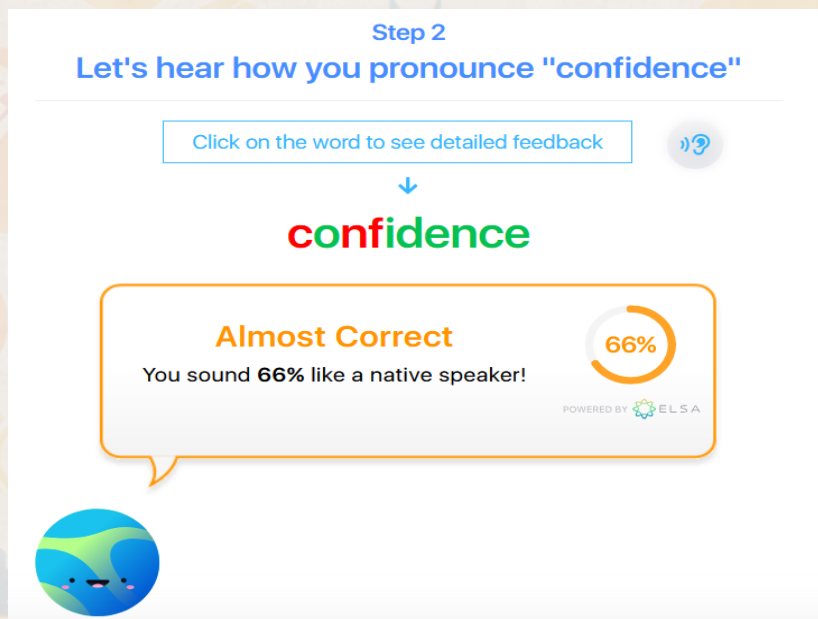 Step 2
Let's hear how you pronounce "confidence"
Click on the word to see detailed feedback
confidence
Almost Correct
You sound 66% like a native speaker!
66%
POWERED BY ELSA